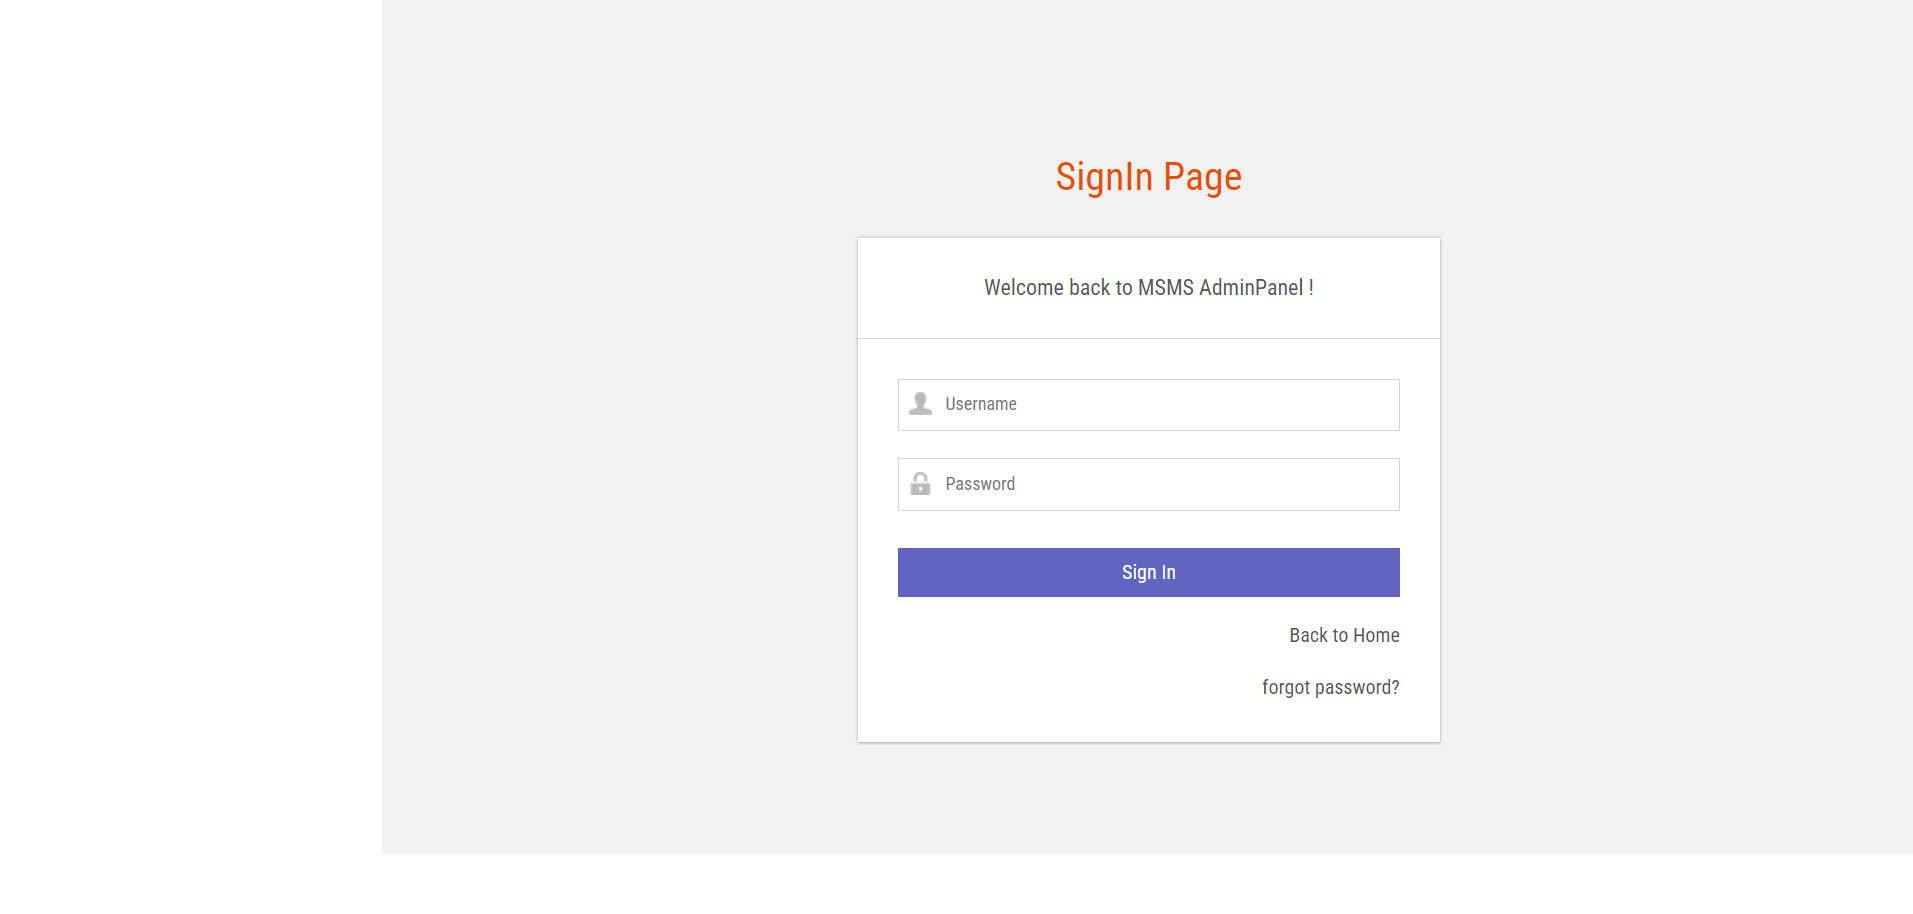 SignIn Page
Welcome back to MSMS AdminPanel !
Username
Password
Sign In
Back to Home
forgot password?